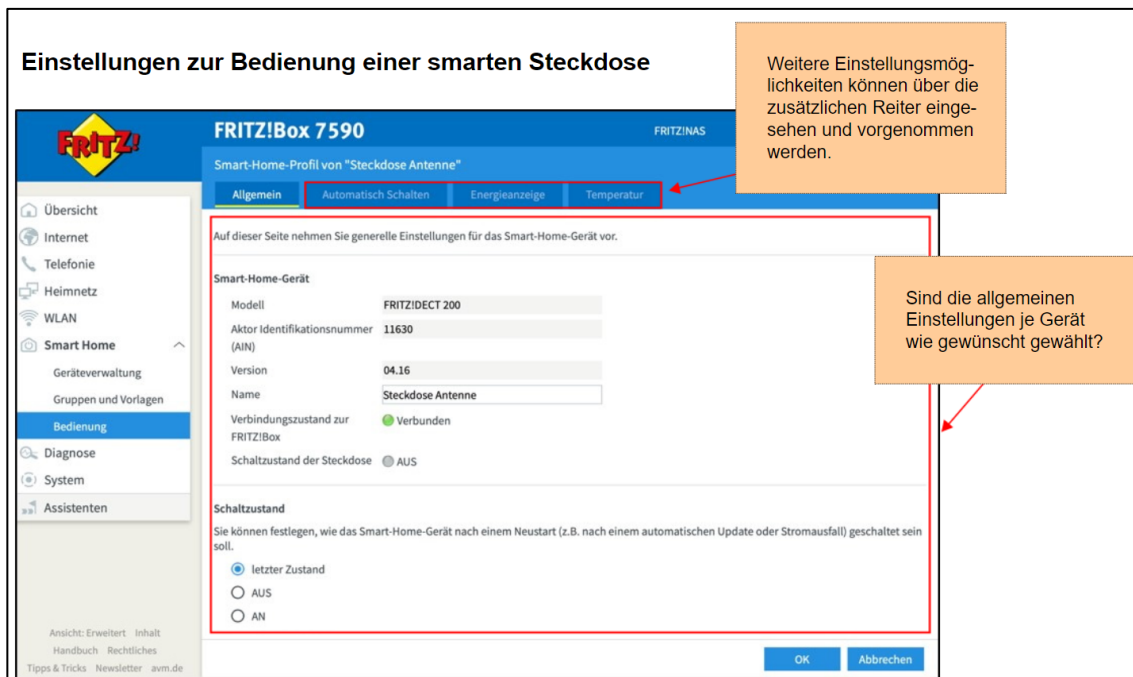 Einstellungen zur Bedienung einer smarten Steckdose
Weitere Einstellungsmög-
lichkeiten können über die
zusätzlichen Reiter einge-
sehen und vorgenommen
werden.
FRITZ!
FRITZ!Box 7590
FRITZ!NAS
Smart-Home-Profil von "Steckdose Antenne"
Allgemein Automatisch Schalten Energieanzeige Temperatur
Übersicht
Internet
Telefonie
Heimnetz
WLAN
Smart Home
Geräteverwaltung
Gruppen und Vorlagen
Bedienung
Diagnose
System
Assistenten
Ansicht: Erweitert Inhalt
Handbuch Rechtliches
Tipps & Tricks Newsletter avm.de
Auf dieser Seite nehmen Sie generelle Einstellungen für das Smart-Home-Gerät vor.
Smart-Home-Gerät
Modell FRITZ!DECT 200
Aktor Identifikationsnummer 11630
(AIN)
Version 04.16
Name Steckdose Antenne
Verbindungszustand zur Verbunden
FRITZ!Box
Schaltzustand der Steckdose AUS
Schaltzustand
Sie können festlegen, wie das Smart-Home-Gerät nach einem Neustart (z.B. nach einem automatischen Update oder Stromausfall) geschaltet sein
soll.
letzter Zustand
AUS
AN
OK Abbrechen
Sind die allgemeinen
Einstellungen je Gerät
wie gewünscht gewählt?